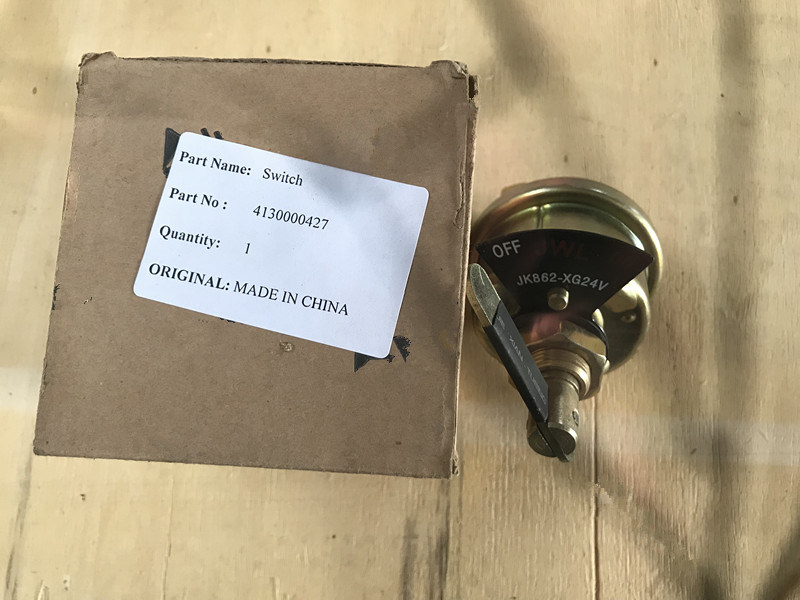 Part Name: Switch
Part No : 4130000427
Quantity: 1
ORIGINAL: MADE IN CHINA
OFF
JK862-XG24V